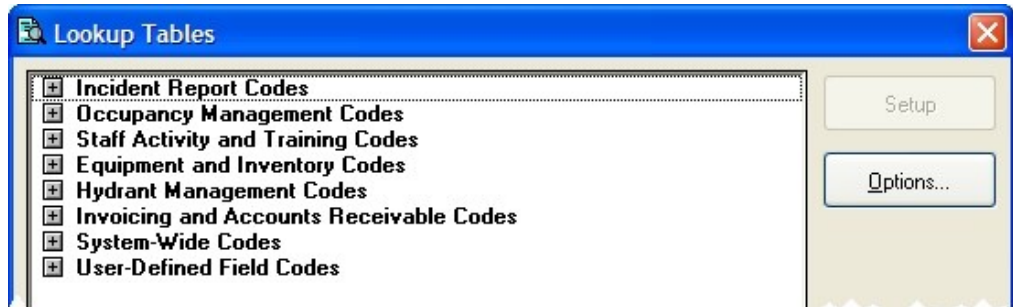 Lookup Tables
Incident Report Codes
Occupancy Management Codes
Staff Activity and Training Codes
Equipment and Inventory Codes
Hydrant Management Codes
Invoicing and Accounts Receivable Codes
System-Wide Codes
User-Defined Field Codes
Setup
Options...